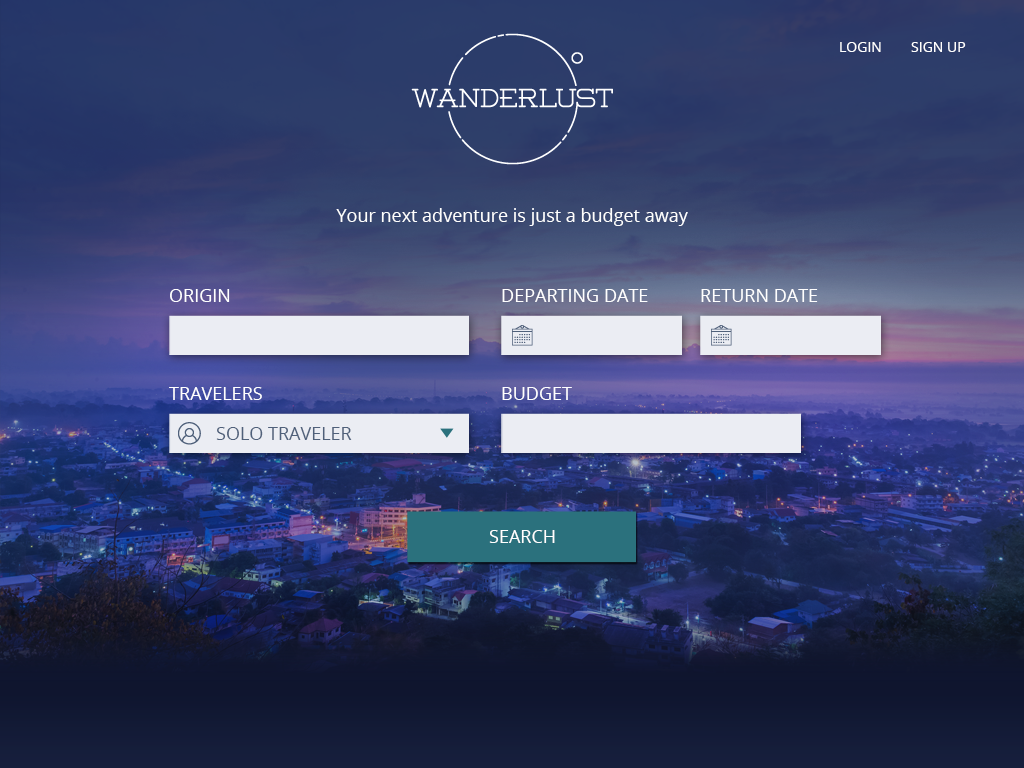 LOGIN SIGN UP
WANDERLUST
Your next adventure is just a budget away
ORIGIN DEPARTING DATE RETURN DATE
TRAVELERS BUDGET
SOLO TRAVELER
SEARCH